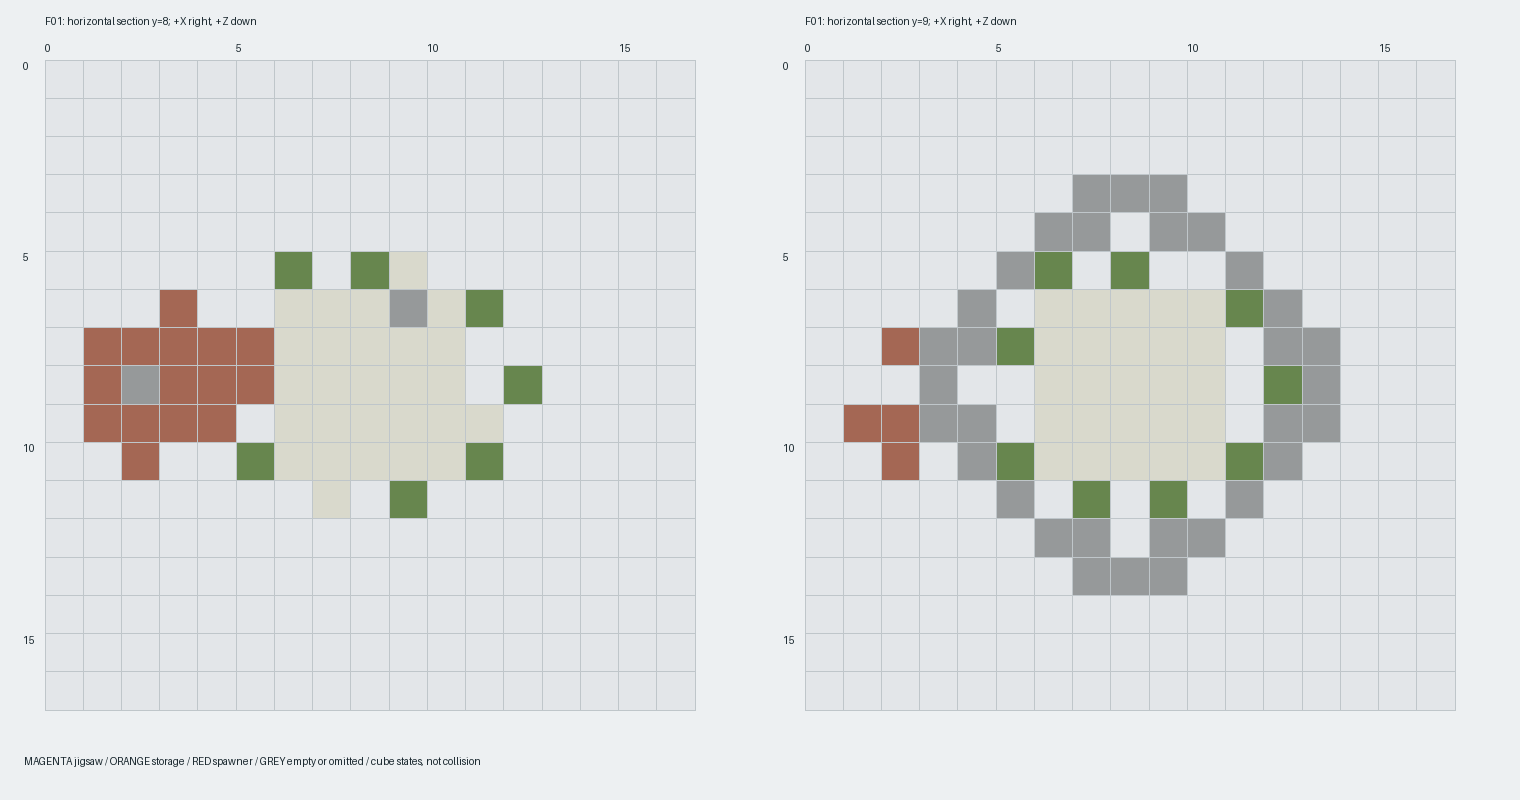 F01: horizontal section y=8; +X right, +Z down
F01: horizontal section y=9; +X right, +Z down
0 5 10 15
0 5 10 15
0 0
5 5
10 10
15 15
MAGENTA jigsaw / ORANGE storage / RED spawner / GREY empty or omitted / cube states, not collision